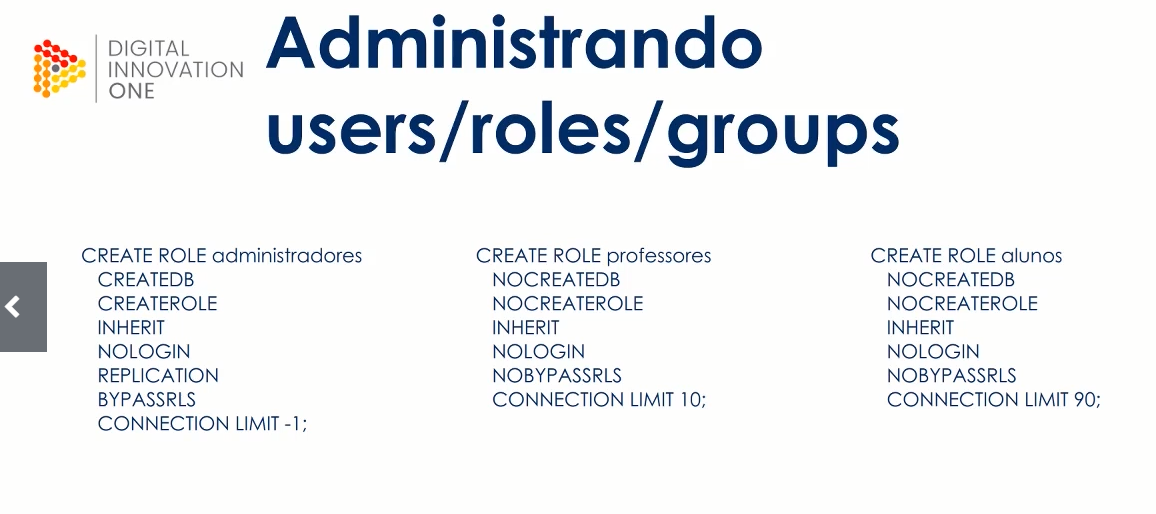 DIGITAL
INNOVATION
ONE
Administrando
users/roles/groups
CREATE ROLE administradores
CREATEDB
CREATEROLE
INHERIT
NOLOGIN
REPLICATION
BYPASSRLS
CONNECTION LIMIT -1;
CREATE ROLE professores
NOCREATEDB
NOCREATEROLE
INHERIT
NOLOGIN
NOBYPASSRLS
CONNECTION LIMIT 10;
CREATE ROLE alunos
NOCREATEDB
NOCREATEROLE
INHERIT
NOLOGIN
NOBYPASSRLS
CONNECTION LIMIT 90;